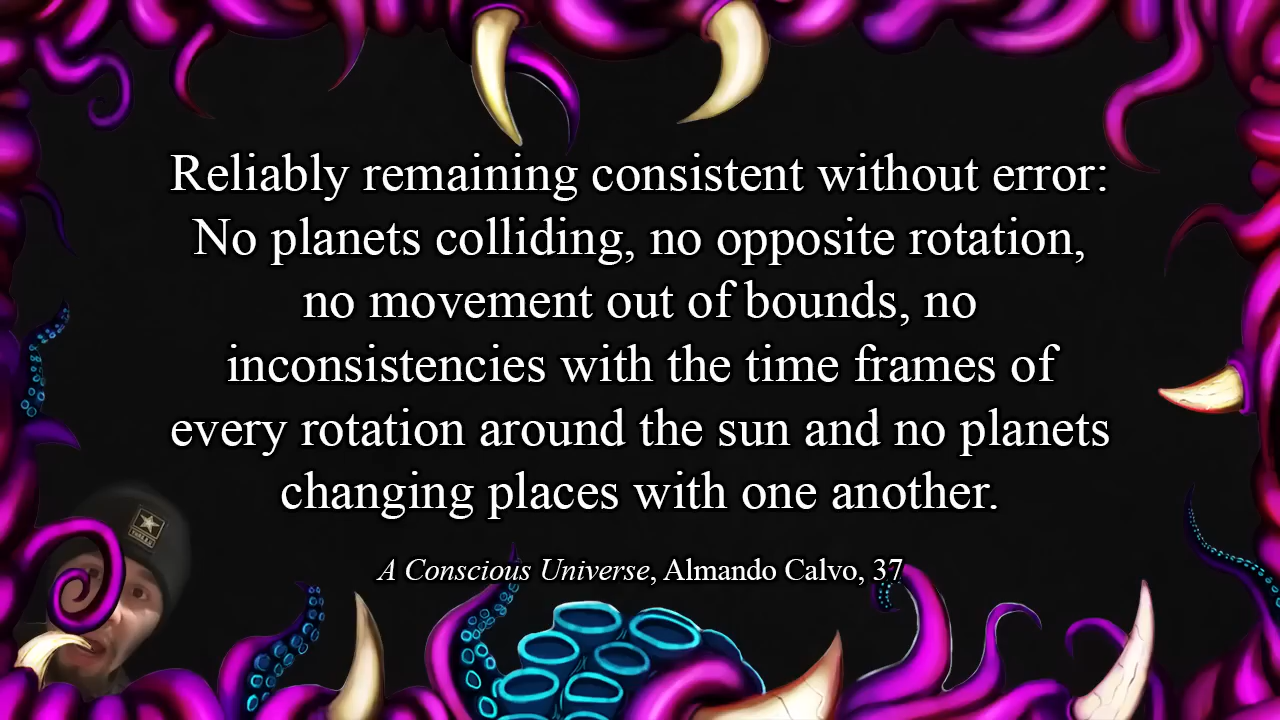 Reliably remaining consistent without error:
No planets colliding, no opposite rotation,
no movement out of bounds, no
inconsistencies with the time frames of
every rotation around the sun and no planets
changing places with one another.
A Conscious Universe, Almando Calvo, 37